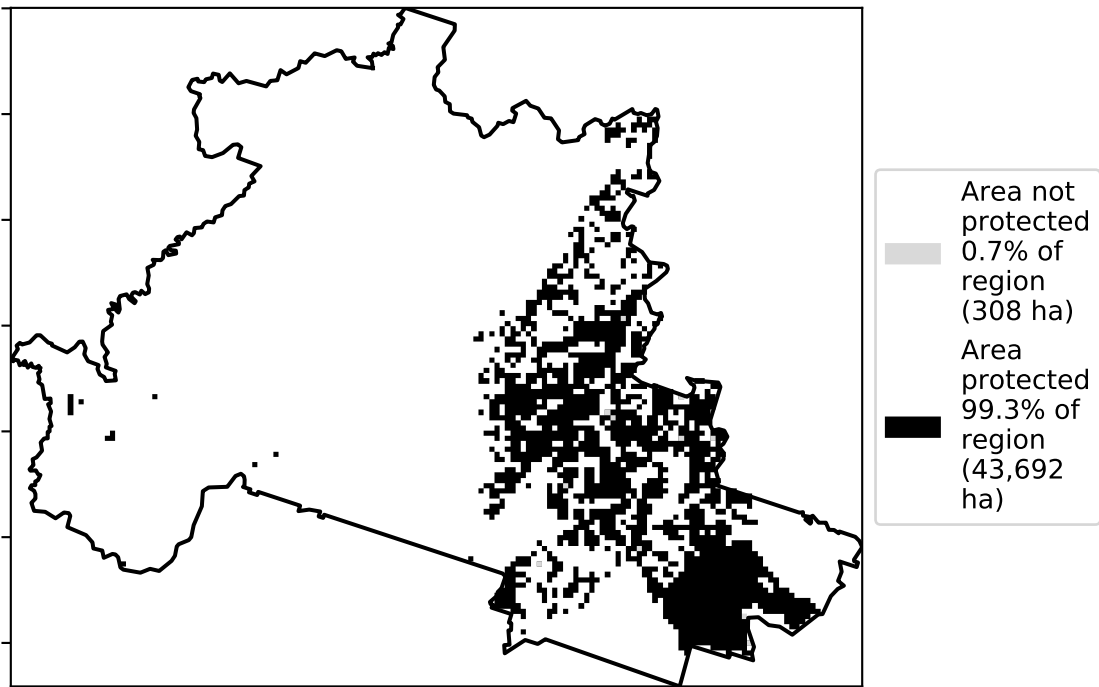 Area not
protected
0.7% of
region
(308 ha)
Area
protected
99.3% of
region
(43,692
ha)